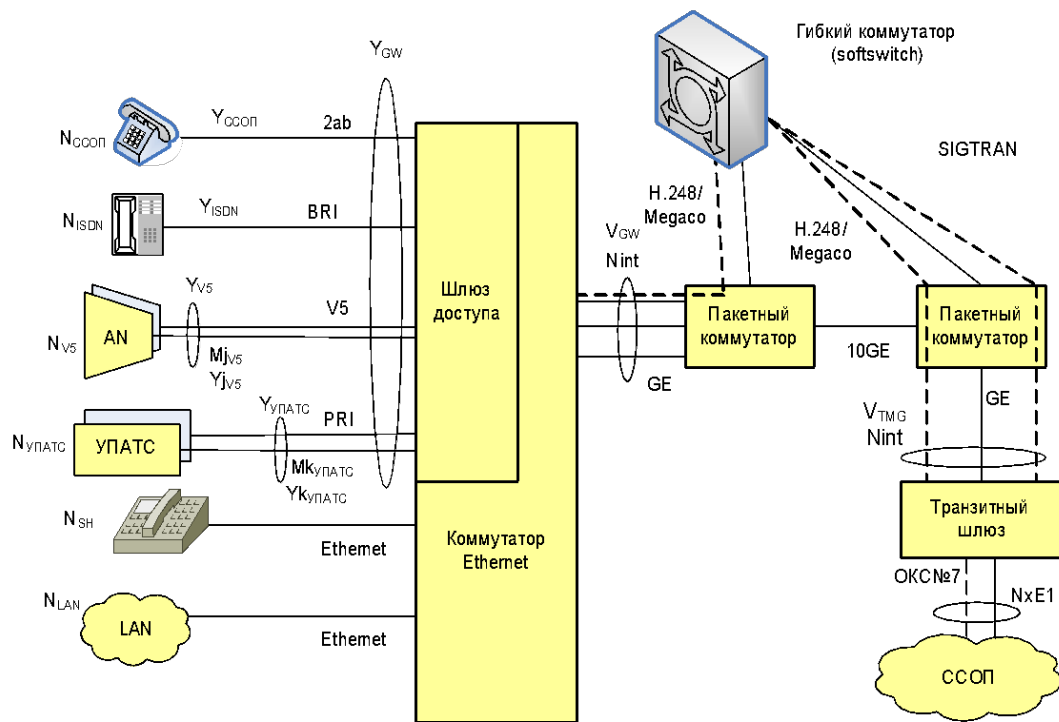 Гибкий коммутатор
(softswitch)
Y_GW
N_ССОП
Y_ССОП
2ab
SIGTRAN
H.248/
Megaco
H.248/
Megaco
N_ISDN
Y_ISDN
BRI
V_GW
Nint
Шлюз
доступа
Y_V5
V5
N_V5
AN
Mj_V5
Yj_V5
Пакетный
коммутатор
10GE
Пакетный
коммутатор
GE
GE
V_TMG
Nint
Y_УПАТС
PRI
N_УПАТС
УПАТС
Mk_УПАТС
Yk_УПАТС
N_SH
Ethernet
Коммутатор
Ethernet
Транзитный
шлюз
ОКС№7
NxE1
N_LAN
LAN
Ethernet
ССОП